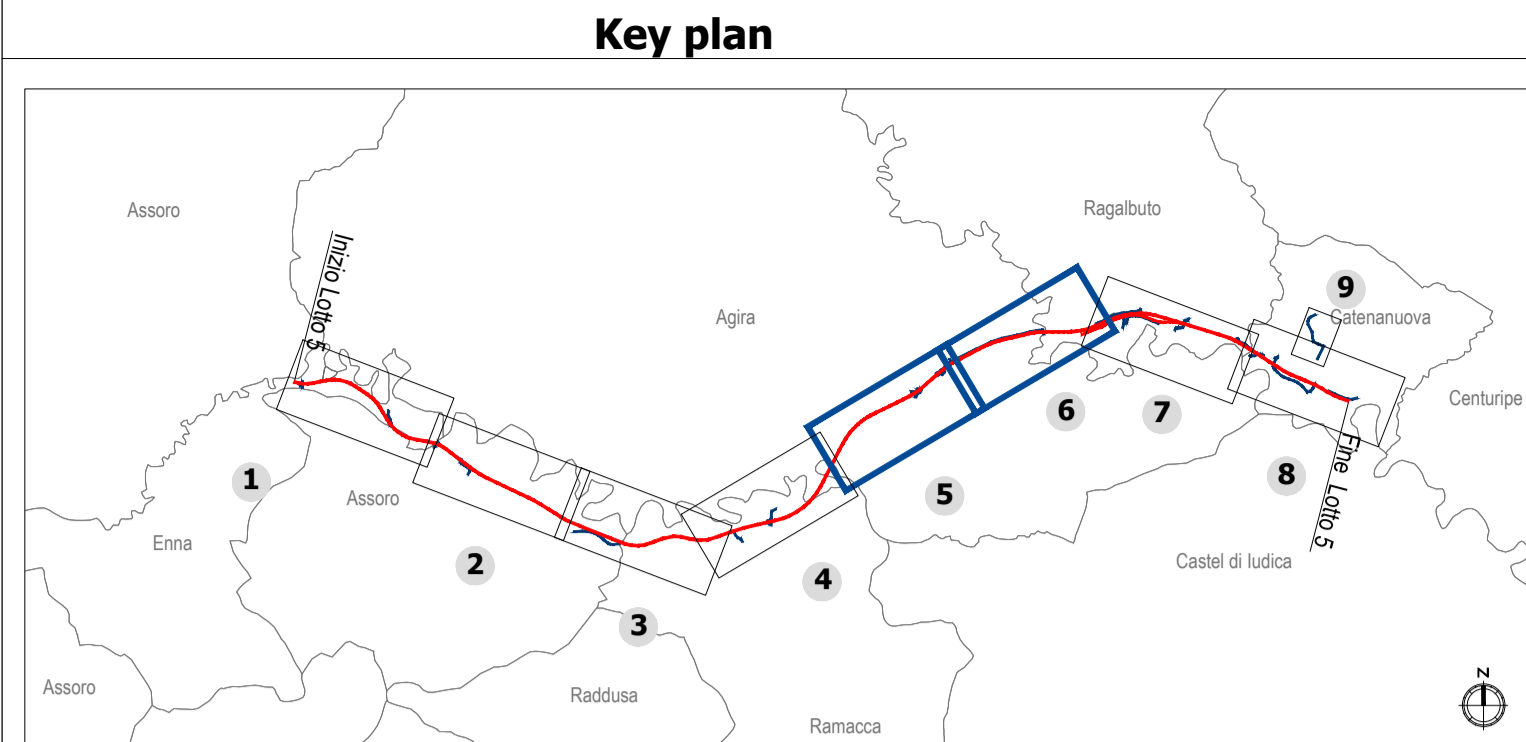 Key plan
Assoro
Ragalbuto
Inizio Lotto 5
9
Agira
Catenanuova
Centuripe
6
7
Fine Lotto 5
1
Assoro
5
8
Enna
2
4
Castel di Iudica
3
Assoro
Raddusa
Ramacca
N